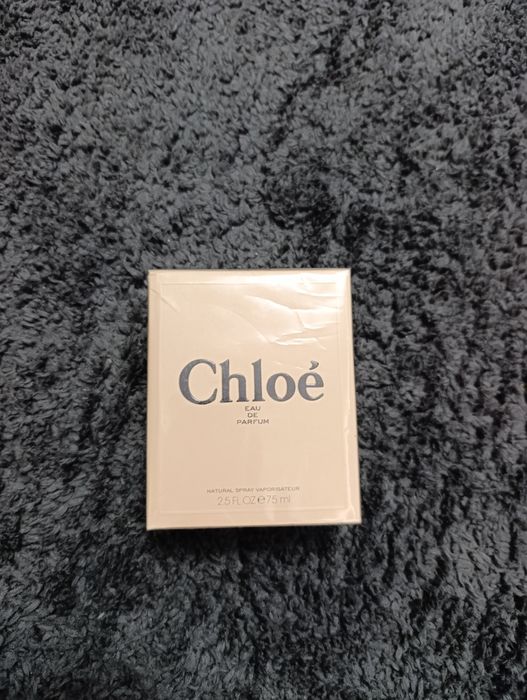 Chloé
EAU
DE
PARFUM
NATURAL SPRAY VAPORISATEUR
2.5 FL.OZ ℮ 75 ml